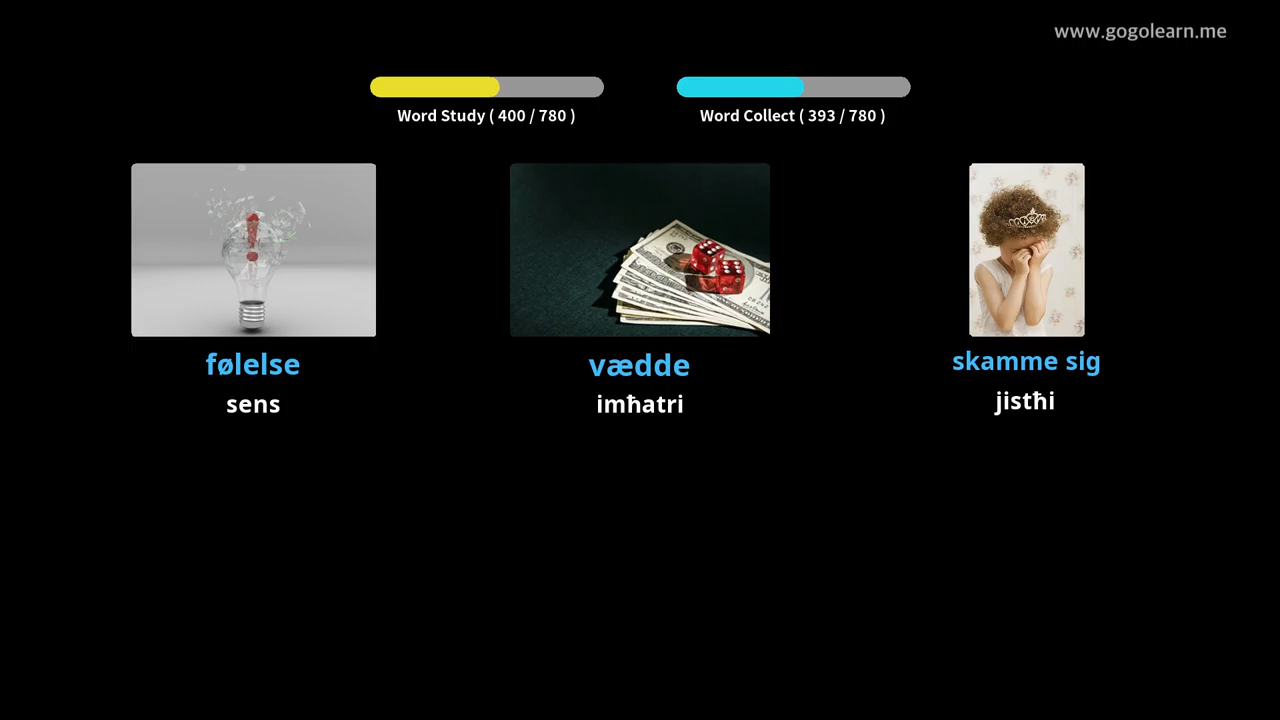 www.gogolearn.me
Word Study ( 400 / 780 )
Word Collect ( 393 / 780 )
følelse
sens
vædde
imħatri
skamme sig
jistħi